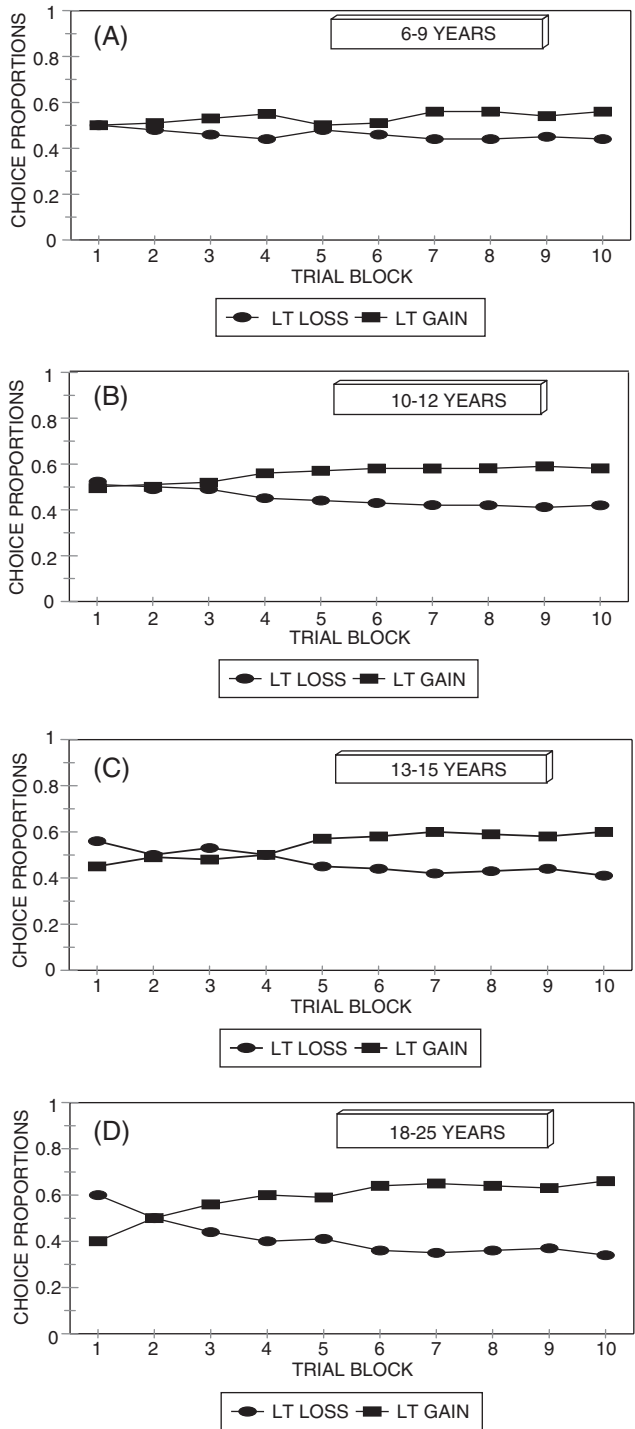 (A)
6-9 YEARS
CHOICE PROPORTIONS
1
0.8
0.6
0.4
0.2
0
1 2 3 4 5 6 7 8 9 10
TRIAL BLOCK
LT LOSS LT GAIN
(B)
10-12 YEARS
CHOICE PROPORTIONS
1
0.8
0.6
0.4
0.2
0
1 2 3 4 5 6 7 8 9 10
TRIAL BLOCK
LT LOSS LT GAIN
(C)
13-15 YEARS
CHOICE PROPORTIONS
1
0.8
0.6
0.4
0.2
0
1 2 3 4 5 6 7 8 9 10
TRIAL BLOCK
LT LOSS LT GAIN
(D)
18-25 YEARS
CHOICE PROPORTIONS
1
0.8
0.6
0.4
0.2
0
1 2 3 4 5 6 7 8 9 10
TRIAL BLOCK
LT LOSS LT GAIN